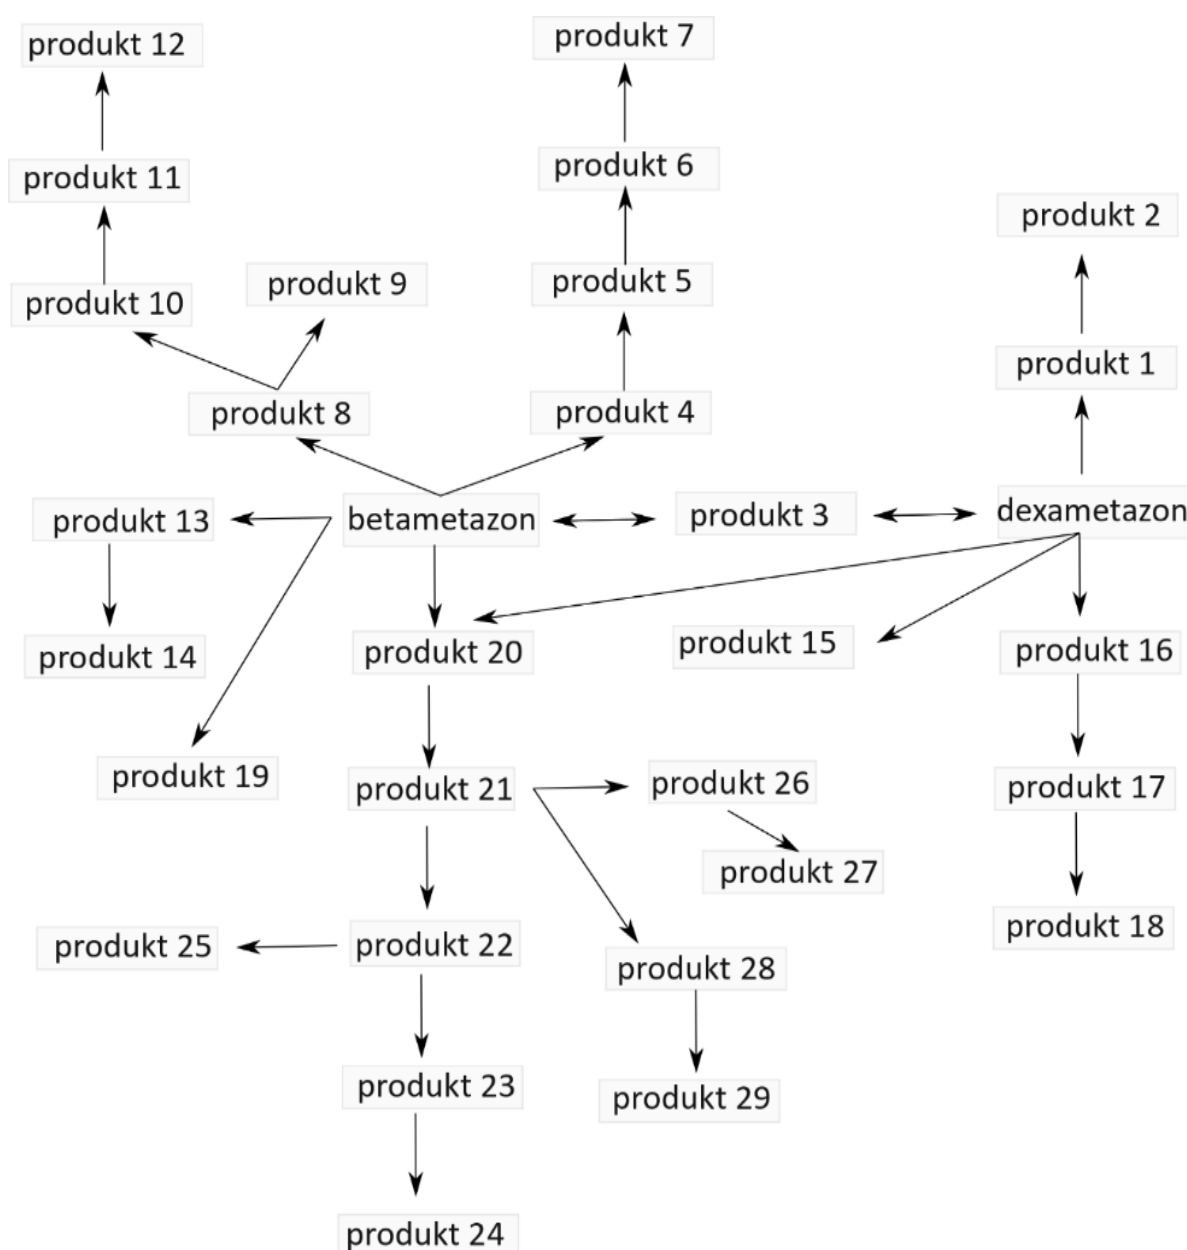 produkt 12
produkt 7
produkt 11
produkt 6
produkt 2
produkt 10
produkt 9
produkt 5
produkt 1
produkt 8
produkt 4
produkt 13
betametazon
produkt 3
dexametazon
produkt 14
produkt 20
produkt 15
produkt 16
produkt 19
produkt 21
produkt 26
produkt 17
produkt 27
produkt 25
produkt 22
produkt 28
produkt 18
produkt 23
produkt 29
produkt 24